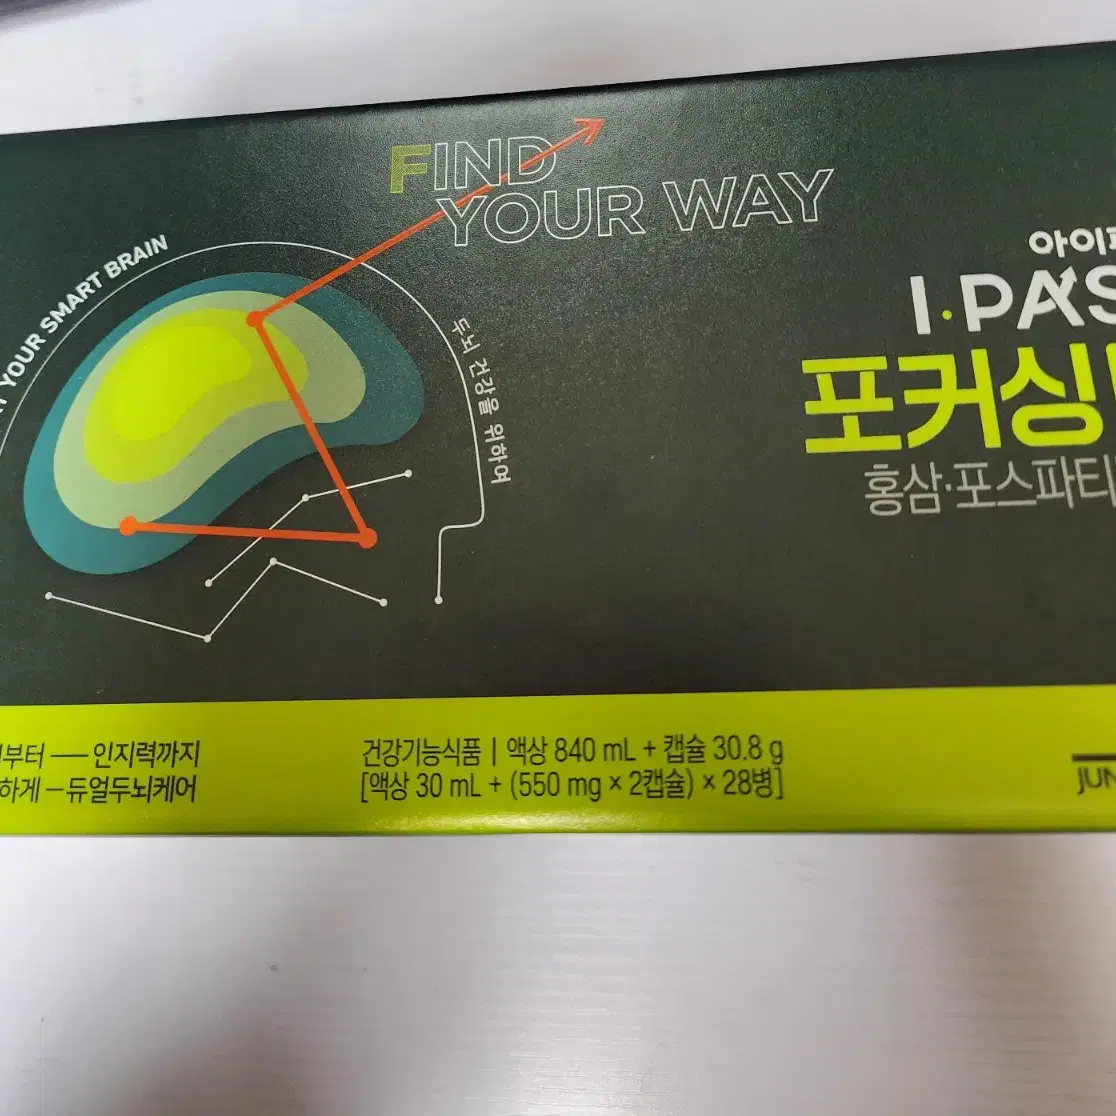 FIND
YOUR WAY
YOUR SMART BRAIN
두뇌 건강을 위하여
아이
I·PAS
포커싱
홍삼·포스파티
부터 — 인지력까지
하게 – 듀얼두뇌케어
건강기능식품 | 액상 840 mL + 캡슐 30.8 g
[액상 30 mL + (550 mg × 2캡슐) × 28병]
JUN